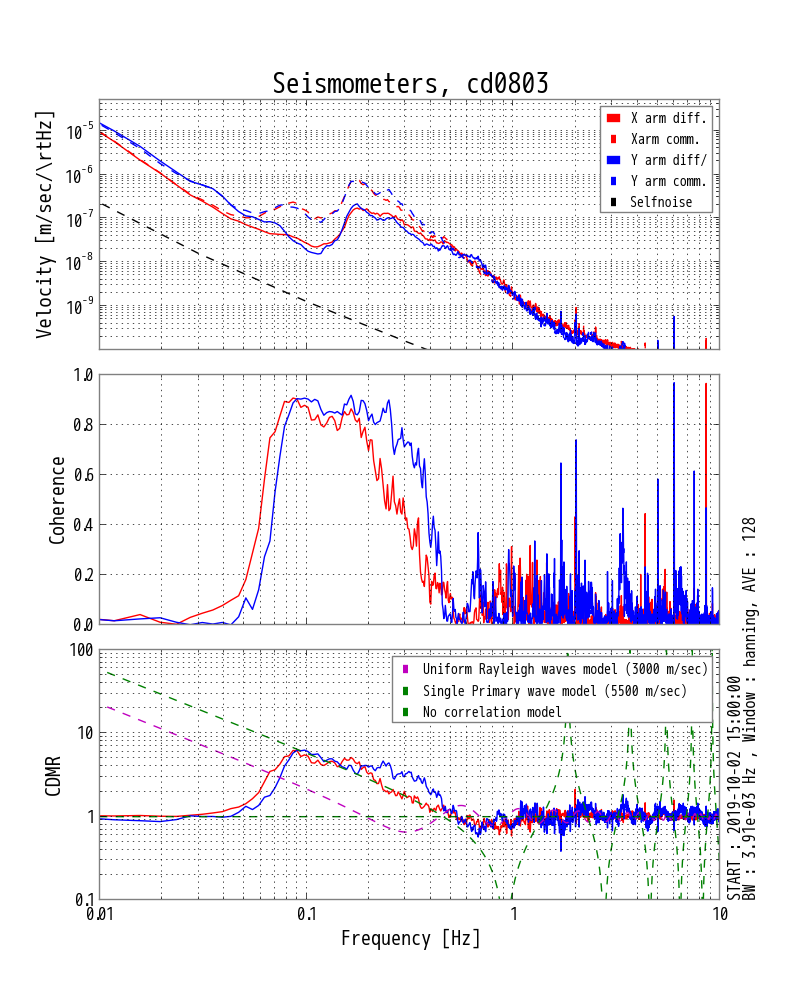 Seismometers, cd0803
10^-5
10^-6
10^-7
10^-8
10^-9
Velocity [m/sec/\rtHz]
X arm diff.
Xarm comm.
Y arm diff/
Y arm comm.
Selfnoise
1.0
0.8
0.6
0.4
0.2
0.0
Coherence
100
10
1
0.1
CDMR
Uniform Rayleigh waves model (3000 m/sec)
Single Primary wave model (5500 m/sec)
No correlation model
0.01
0.1
1
10
Frequency [Hz]
START : 2019-10-02 15:00:00
BW : 3.91e-03 Hz , Window : hanning, AVE : 128